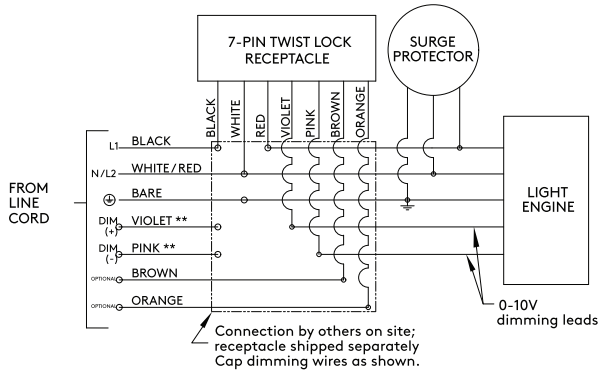 7-PIN TWIST LOCK
RECEPTACLE
SURGE
PROTECTOR
BLACK
WHITE
RED
VIOLET
PINK
BROWN
ORANGE
FROM
LINE
CORD
L1 BLACK
N/L2 WHITE/RED
BARE
DIM
(+)
VIOLET **
DIM
(-)
PINK **
OPTIONAL BROWN
OPTIONAL ORANGE
LIGHT
ENGINE
0-10V
dimming leads
Connection by others on site;
receptacle shipped separately
Cap dimming wires as shown.